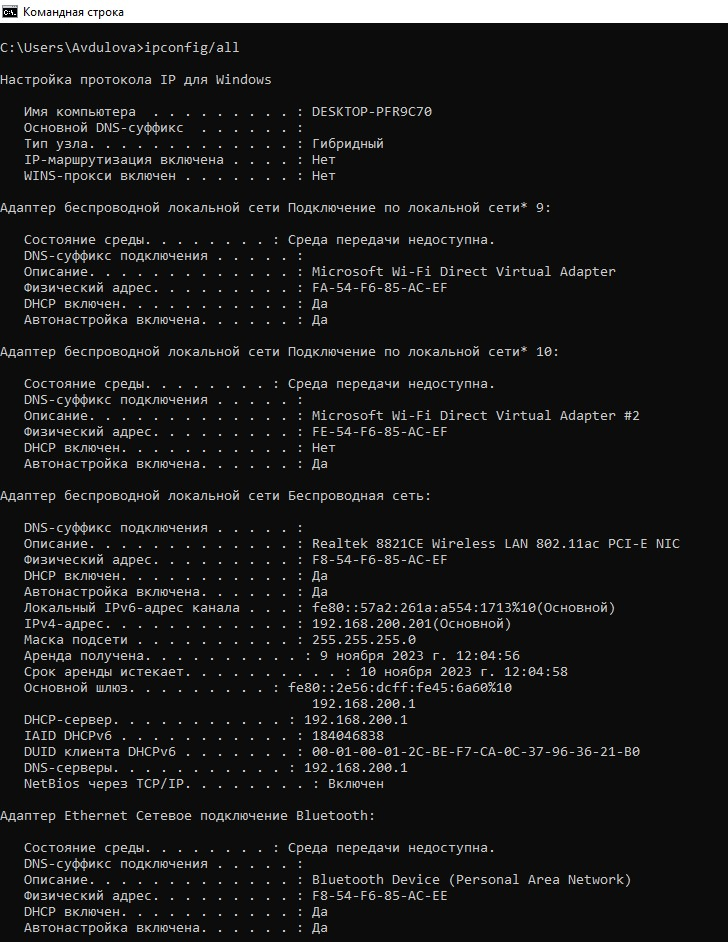 Командная строка
C:\Users\Avdulova>ipconfig/all
Настройка протокола IP для Windows
Имя компьютера . . . . . . . . . : DESKTOP-PFR9C70
Основной DNS-суффикс . . . . . . :
Тип узла. . . . . . . . . . . . . : Гибридный
IP-маршрутизация включена . . . . : Нет
WINS-прокси включен . . . . . . . : Нет
Адаптер беспроводной локальной сети Подключение по локальной сети* 9:
Состояние среды. . . . . . . . : Среда передачи недоступна.
DNS-суффикс подключения . . . . . :
Описание. . . . . . . . . . . . . : Microsoft Wi-Fi Direct Virtual Adapter
Физический адрес. . . . . . . . . : FA-54-F6-85-AC-EF
DHCP включен. . . . . . . . . . . : Да
Автонастройка включена. . . . . . : Да
Адаптер беспроводной локальной сети Подключение по локальной сети* 10:
Состояние среды. . . . . . . . : Среда передачи недоступна.
DNS-суффикс подключения . . . . . :
Описание. . . . . . . . . . . . . : Microsoft Wi-Fi Direct Virtual Adapter #2
Физический адрес. . . . . . . . . : FE-54-F6-85-AC-EF
DHCP включен. . . . . . . . . . . : Нет
Автонастройка включена. . . . . . : Да
Адаптер беспроводной локальной сети Беспроводная сеть:
DNS-суффикс подключения . . . . . :
Описание. . . . . . . . . . . . . : Realtek 8821CE Wireless LAN 802.11ac PCI-E NIC
Физический адрес. . . . . . . . . : F8-54-F6-85-AC-EF
DHCP включен. . . . . . . . . . . : Да
Автонастройка включена. . . . . . : Да
Локальный IPv6-адрес канала . . . : fe80::57a2:261a:a554:1713%10(Основной)
IPv4-адрес. . . . . . . . . . . . : 192.168.200.201(Основной)
Маска подсети . . . . . . . . . . : 255.255.255.0
Аренда получена. . . . . . . . . . : 9 ноября 2023 г. 12:04:56
Срок аренды истекает. . . . . . . . . . : 10 ноября 2023 г. 12:04:58
Основной шлюз. . . . . . . . . : fe80::2e56:dcff:fe45:6a60%10
192.168.200.1
DHCP-сервер. . . . . . . . . . . : 192.168.200.1
IAID DHCPv6 . . . . . . . . . . . : 184046838
DUID клиента DHCPv6 . . . . . . . : 00-01-00-01-2C-BE-F7-CA-0C-37-96-36-21-B0
DNS-серверы. . . . . . . . . . . : 192.168.200.1
NetBios через TCP/IP. . . . . . . . : Включен
Адаптер Ethernet Сетевое подключение Bluetooth:
Состояние среды. . . . . . . . : Среда передачи недоступна.
DNS-суффикс подключения . . . . . :
Описание. . . . . . . . . . . . . : Bluetooth Device (Personal Area Network)
Физический адрес. . . . . . . . . : F8-54-F6-85-AC-EE
DHCP включен. . . . . . . . . . . : Да
Автонастройка включена. . . . . . : Да